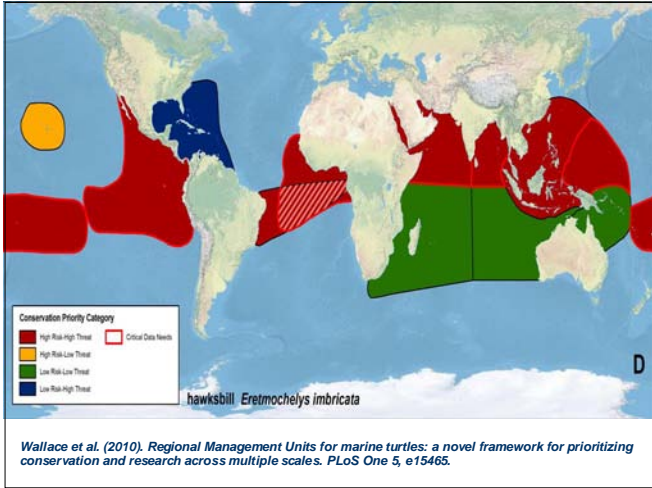 Conservation Priority Category
High Risk-High Threat
Critical Data Needs
High Risk-Low Threat
Low Risk-Low Threat
Low Risk-High Threat
D
hawksbill Eretmochelys imbricata
Wallace et al. (2010). Regional Management Units for marine turtles: a novel framework for prioritizing
conservation and research across multiple scales. PLoS One 5, e15465.